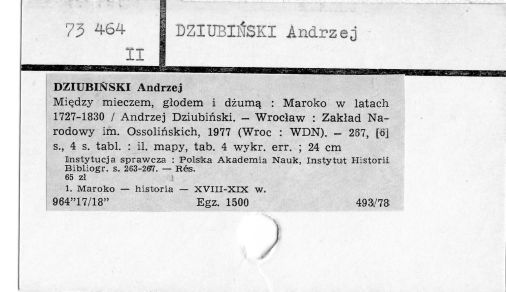 73 464
II
DZIUBIŃSKI Andrzej
DZIUBIŃSKI Andrzej
Między mieczem, głodem i dżumą : Maroko w latach
1727-1830 / Andrzej Dziubiński. — Wrocław : Zakład Na-
rodowy im. Ossolińskich, 1977 (Wroc : WDN). — 267, [6]
s., 4 s. tabl. : il. mapy, tab. 4 wykr. err. ; 24 cm
Instytucja sprawcza : Polska Akademia Nauk, Instytut Historii
Bibliogr. s. 263-267. — Rés.
65 zł
1. Maroko — historia — XVIII-XIX w.
964"17/18" Egz. 1500 493/78